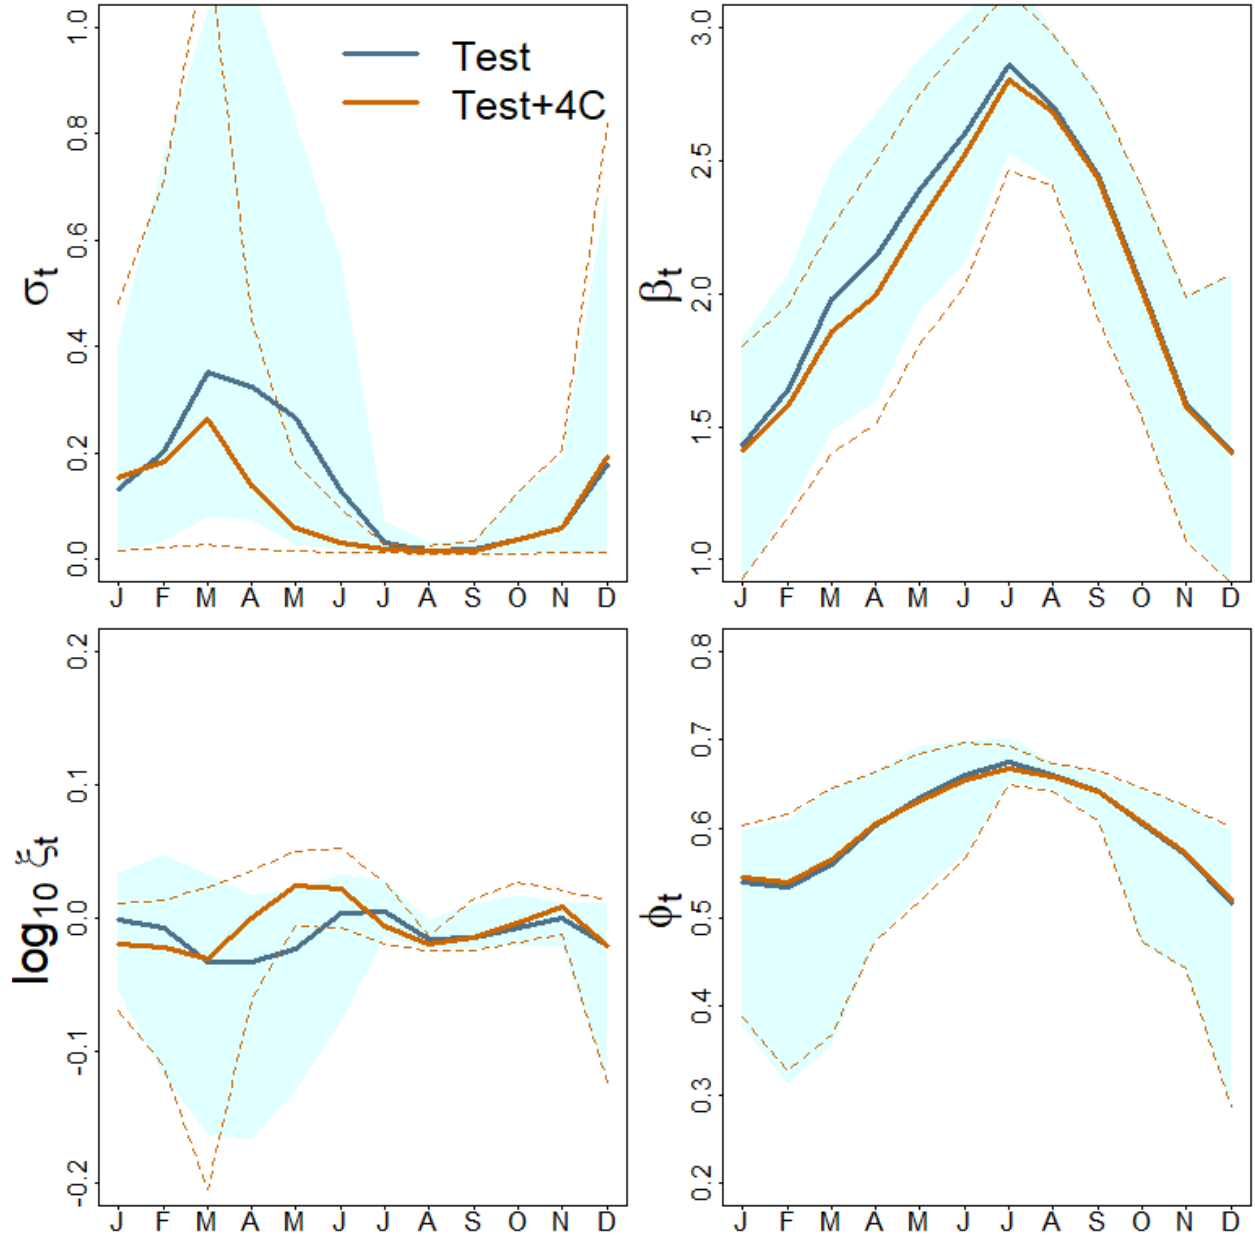 Test
Test+4C
σt
0.0 0.2 0.4 0.6 0.8 1.0
J F M A M J J A S O N D
βt
1.0 1.5 2.0 2.5 3.0
J F M A M J J A S O N D
log10 ξt
-0.2 -0.1 0.0 0.1 0.2
J F M A M J J A S O N D
ϕt
0.2 0.3 0.4 0.5 0.6 0.7 0.8
J F M A M J J A S O N D